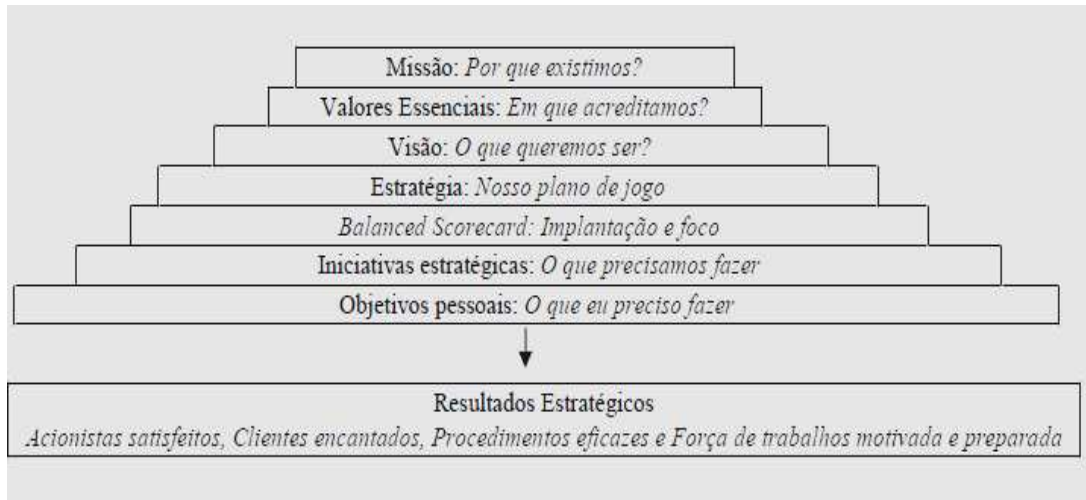 Missão: Por que existimos?
Valores Essenciais: Em que acreditamos?
Visão: O que queremos ser?
Estratégia: Nosso plano de jogo
Balanced Scorecard: Implantação e foco
Iniciativas estratégicas: O que precisamos fazer
Objetivos pessoais: O que eu preciso fazer
Resultados Estratégicos
Acionistas satisfeitos, Clientes encantados, Procedimentos eficazes e Força de trabalhos motivada e preparada